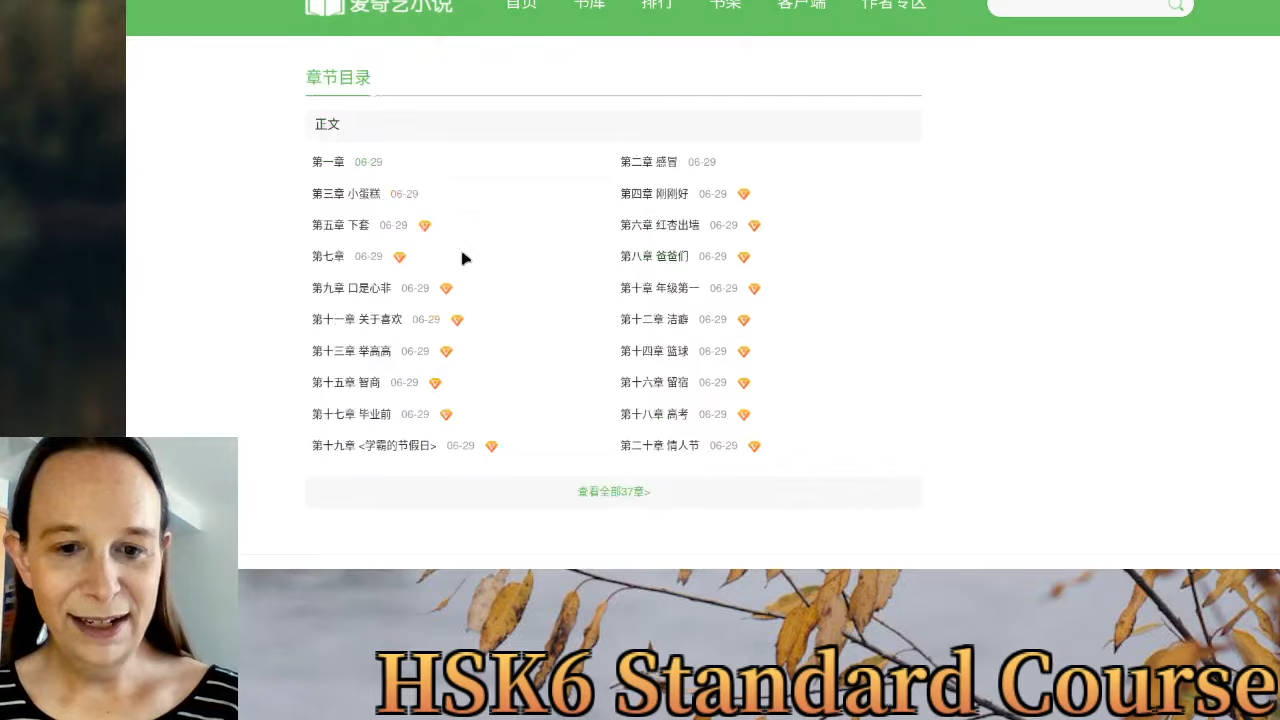 爱奇艺小说 首页 书库 排行 书架 客户端 作者专区
章节目录
正文
第一章 06-29 第二章 感冒 06-29
第三章 小蛋糕 06-29 第四章 刚刚好 06-29
第五章 下套 06-29 第六章 红杏出墙 06-29
第七章 06-29 第八章 爸爸们 06-29
第九章 口是心非 06-29 第十章 年级第一 06-29
第十一章 关于喜欢 06-29 第十二章 洁癖 06-29
第十三章 举高高 06-29 第十四章 篮球 06-29
第十五章 智商 06-29 第十六章 留宿 06-29
第十七章 毕业前 06-29 第十八章 高考 06-29
第十九章 <学霸的节假日> 06-29 第二十章 情人节 06-29
查看全部37章>
HSK6 Standard Course